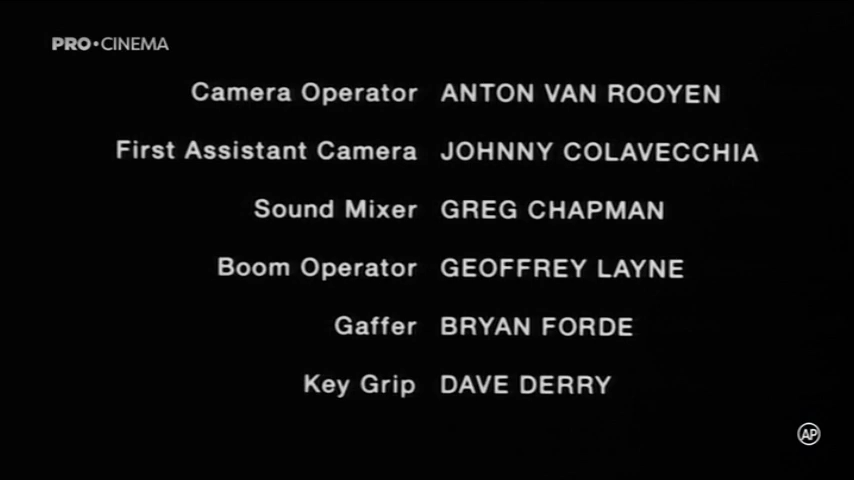 PRO•CINEMA
Camera Operator ANTON VAN ROOYEN
First Assistant Camera JOHNNY COLAVECCHIA
Sound Mixer GREG CHAPMAN
Boom Operator GEOFFREY LAYNE
Gaffer BRYAN FORDE
Key Grip DAVE DERRY
AP